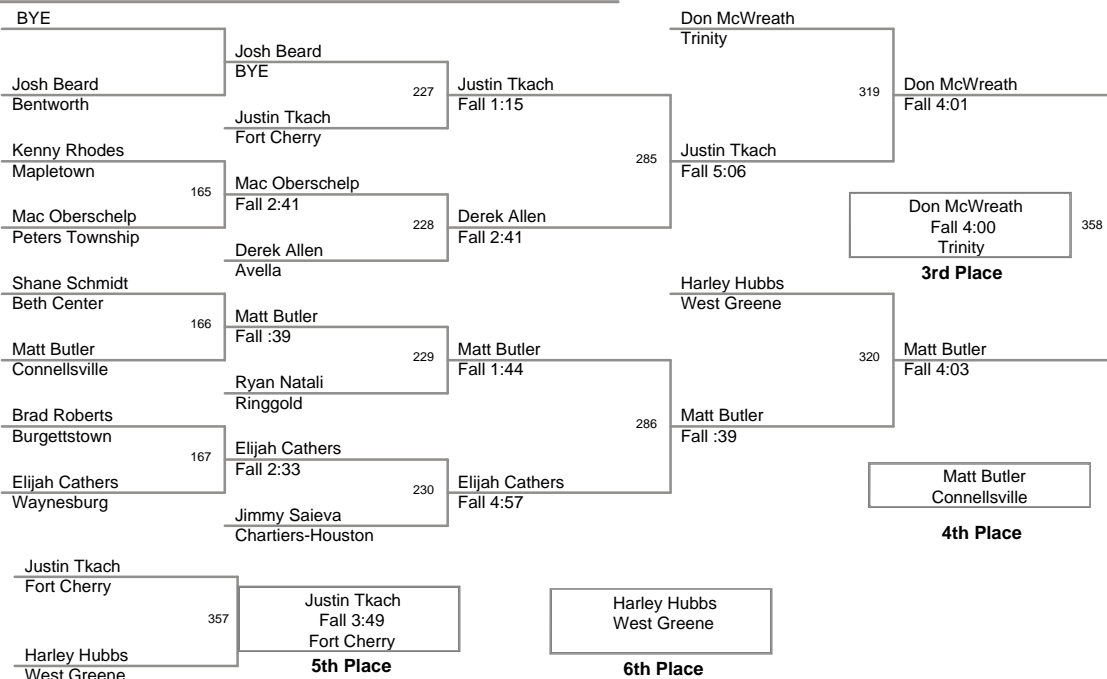 BYE
Josh Beard
Bentworth
Kenny Rhodes
Mapletown
165
Mac Oberschelp
Peters Township
Shane Schmidt
Beth Center
166
Matt Butler
Connellsville
Brad Roberts
Burgettstown
167
Elijah Cathers
Waynesburg
Josh Beard
BYE
227
Justin Tkach
Fort Cherry
Mac Oberschelp
Fall 2:41
228
Derek Allen
Avella
Matt Butler
Fall :39
229
Ryan Natali
Ringgold
Elijah Cathers
Fall 2:33
230
Jimmy Saieva
Chartiers-Houston
Justin Tkach
Fall 1:15
285
Derek Allen
Fall 2:41
Matt Butler
Fall 1:44
286
Elijah Cathers
Fall 4:57
Don McWreath
Trinity
319
Justin Tkach
Fall 5:06
Harley Hubbs
West Greene
320
Matt Butler
Fall :39
Don McWreath
Fall 4:01
Don McWreath
Fall 4:00
Trinity
358
3rd Place
Matt Butler
Fall 4:03
Matt Butler
Connellsville
4th Place
Justin Tkach
Fort Cherry
357
Harley Hubbs
West Greene
Justin Tkach
Fall 3:49
Fort Cherry
5th Place
Harley Hubbs
West Greene
6th Place